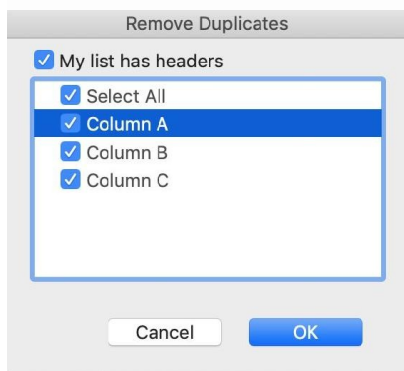 Remove Duplicates
My list has headers
Select All
Column A
Column B
Column C
Cancel OK